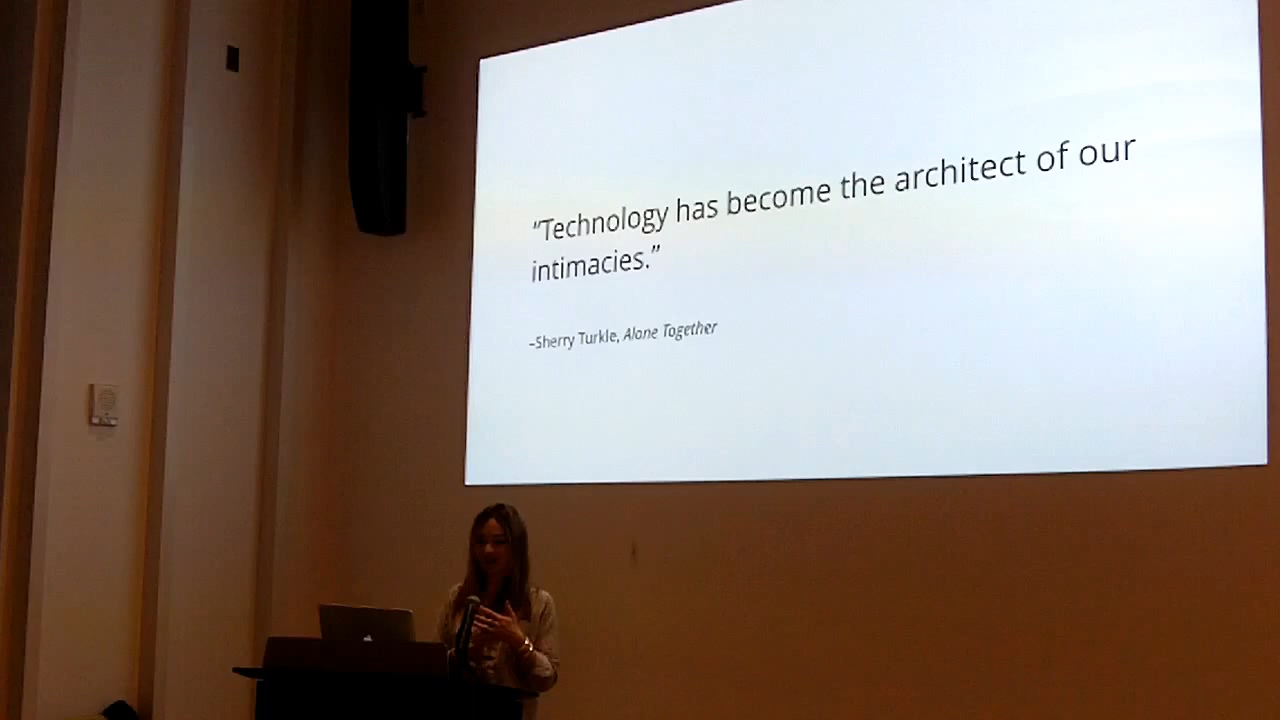 “Technology has become the architect of our
intimacies.”
–Sherry Turkle, Alone Together